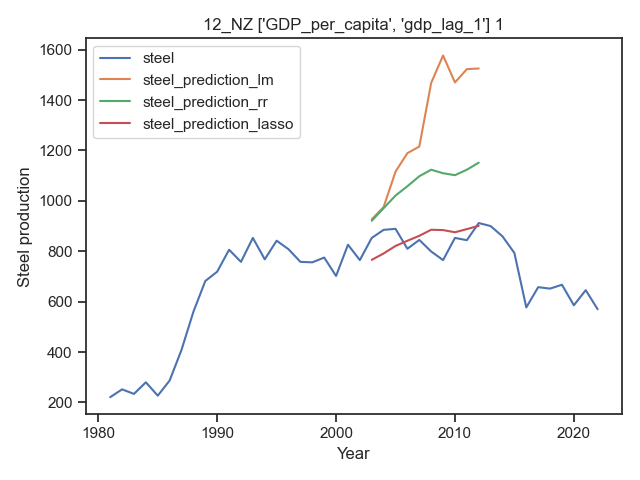 12_NZ ['GDP_per_capita', 'gdp_lag_1'] 1
steel
steel_prediction_lm
steel_prediction_rr
steel_prediction_lasso
Steel production
1600
1400
1200
1000
800
600
400
200
1980 1990 2000 2010 2020
Year